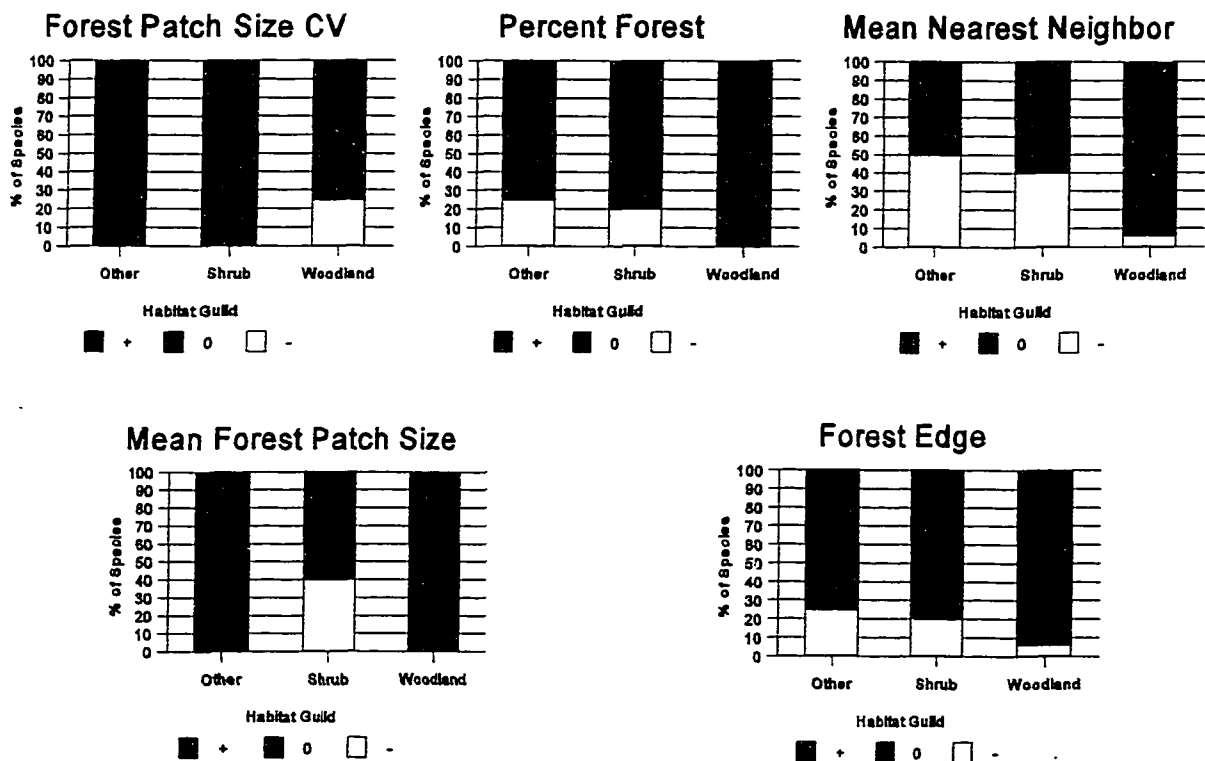 Forest Patch Size CV
% of Species
100
90
80
70
60
50
40
30
20
10
0
Other Shrub Woodland
Habitat Guild
+ 0 -
Percent Forest
% of Species
100
90
80
70
60
50
40
30
20
10
0
Other Shrub Woodland
Habitat Guild
+ 0 -
Mean Nearest Neighbor
% of Species
100
90
80
70
60
50
40
30
20
10
0
Other Shrub Woodland
Habitat Guild
+ 0 -
Mean Forest Patch Size
% of Species
100
90
80
70
60
50
40
30
20
10
0
Other Shrub Woodland
Habitat Guild
+ 0 -
Forest Edge
% of Species
100
90
80
70
60
50
40
30
20
10
0
Other Shrub Woodland
Habitat Guild
+ 0 -